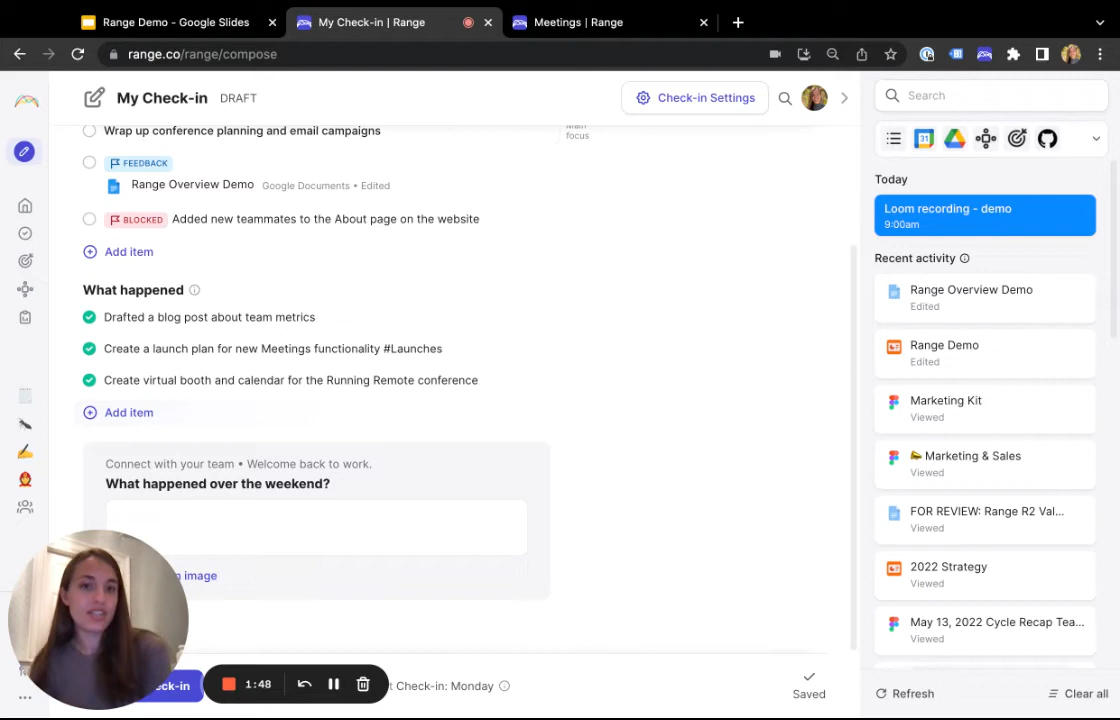 Range Demo - Google Slides
My Check-in | Range
Meetings | Range
range.co/range/compose
My Check-in
DRAFT
Check-in Settings
Search
Wrap up conference planning and email campaigns
Main
focus
FEEDBACK
Range Overview Demo Google Documents • Edited
BLOCKED Added new teammates to the About page on the website
Add item
What happened
Drafted a blog post about team metrics
Create a launch plan for new Meetings functionality #Launches
Create virtual booth and calendar for the Running Remote conference
Add item
Connect with your team • Welcome back to work.
What happened over the weekend?
image
1:48
Check-in: Monday
Saved
Today
Loom recording - demo
9:00am
Recent activity
Range Overview Demo
Edited
Range Demo
Edited
Marketing Kit
Viewed
Marketing & Sales
Viewed
FOR REVIEW: Range R2 Val...
Viewed
2022 Strategy
Viewed
May 13, 2022 Cycle Recap Tea...
Viewed
Refresh
Clear all